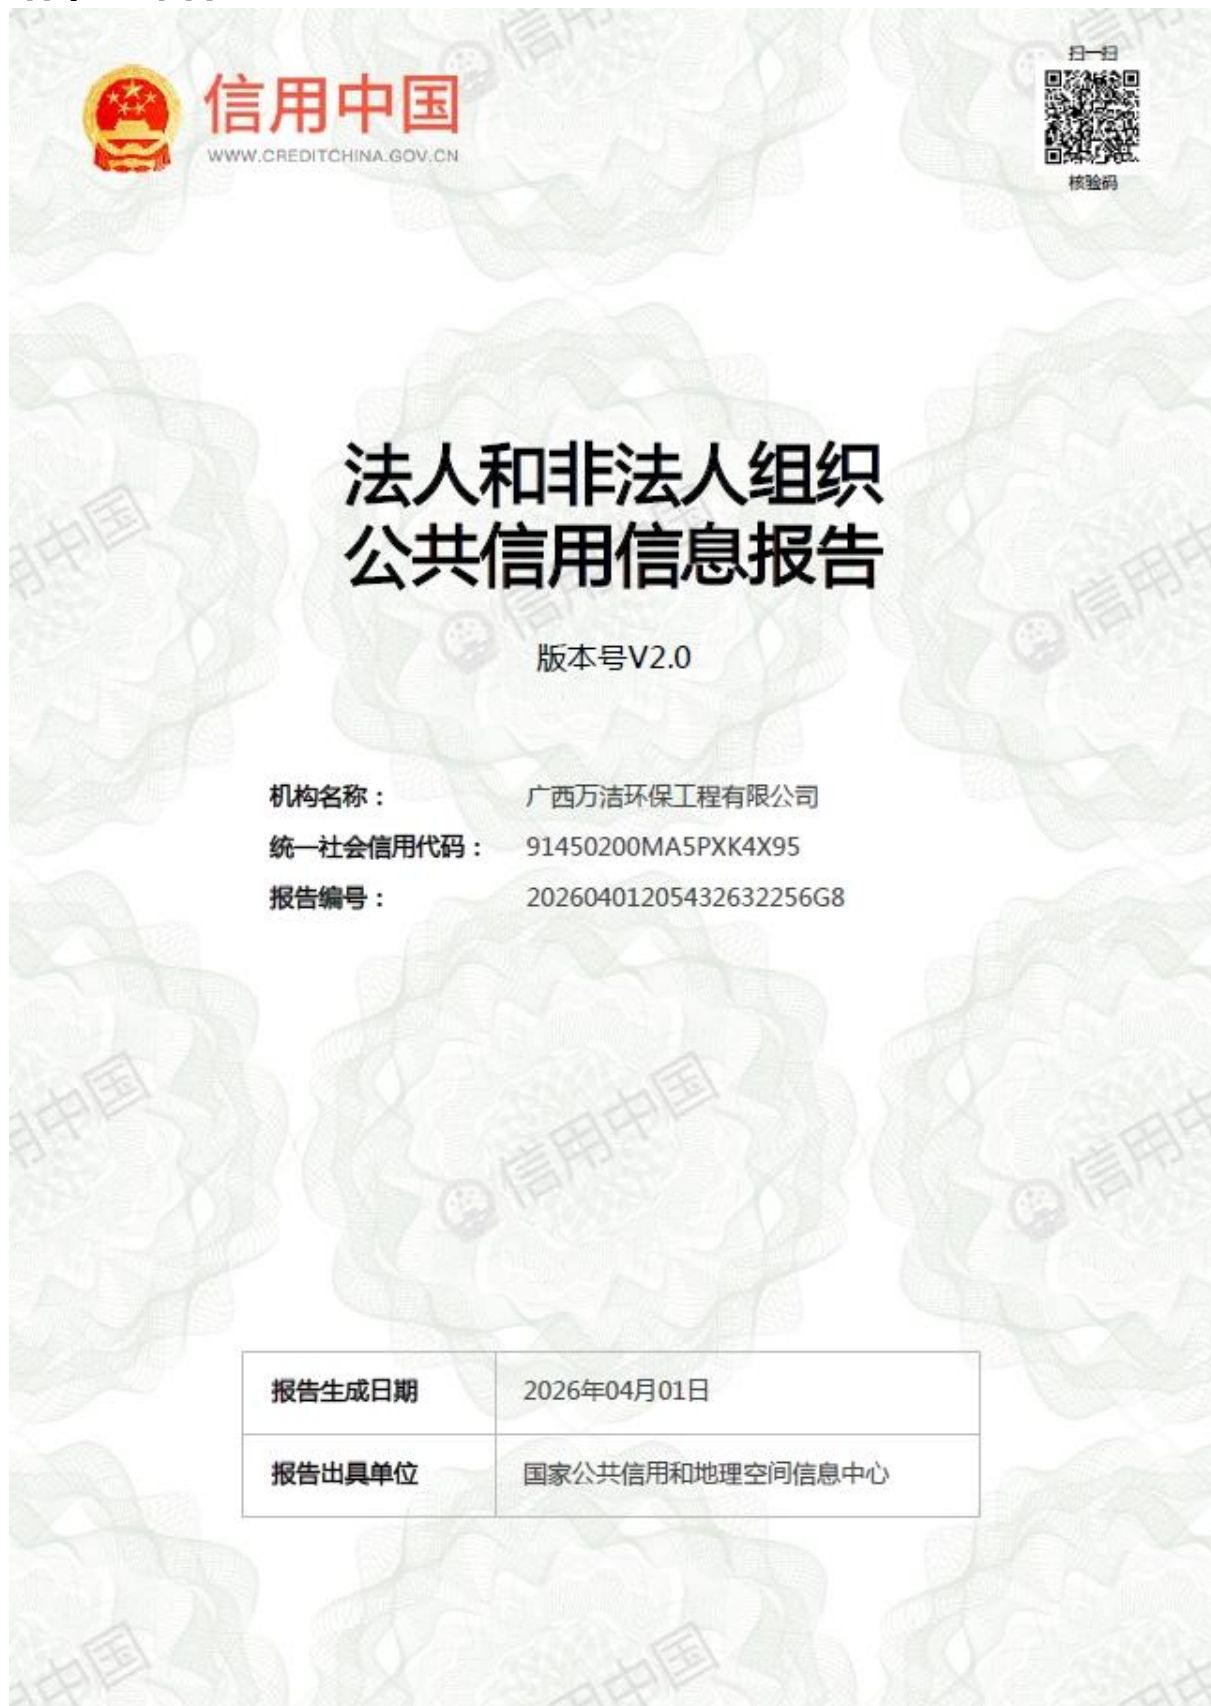 扫一扫
信用中国
WWW.CREDITCHINA.GOV.CN
核验码
法人和非法人组织
公共信用信息报告
版本号V2.0
机构名称： 广西万洁环保工程有限公司
统一社会信用代码： 91450200MA5PXK4X95
报告编号： 20260401205432632256G8
报告生成日期 2026年04月01日
报告出具单位 国家公共信用和地理空间信息中心